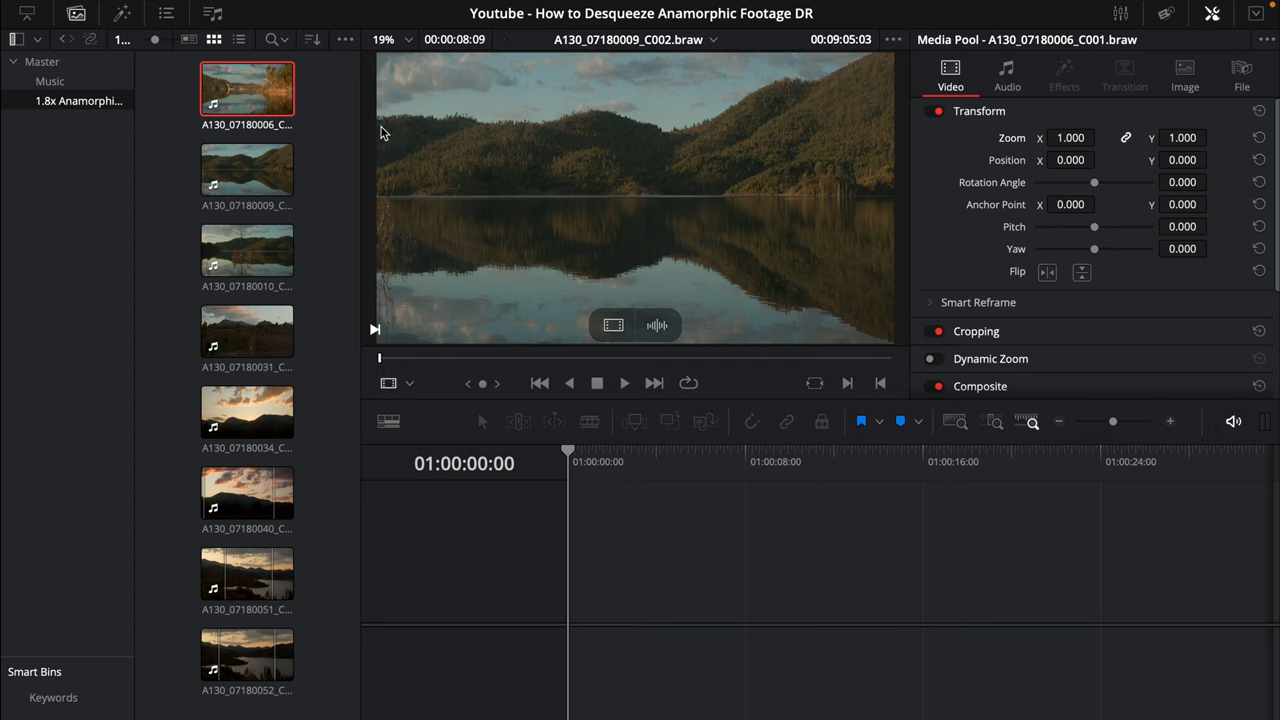 Youtube - How to Desqueeze Anamorphic Footage DR
1...
19%
00:00:08:09
A130_07180009_C002.braw
00:09:05:03
Media Pool - A130_07180006_C001.braw
Master
Music
1.8x Anamorphi...
A130_07180006_C...
A130_07180009_C...
A130_07180010_C...
A130_07180031_C...
A130_07180034_C...
A130_07180040_C...
A130_07180051_C...
A130_07180052_C...
Smart Bins
Keywords
Video
Audio
Effects
Transition
Image
File
Transform
Zoom X 1.000 Y 1.000
Position X 0.000 Y 0.000
Rotation Angle 0.000
Anchor Point X 0.000 Y 0.000
Pitch 0.000
Yaw 0.000
Flip
Smart Reframe
Cropping
Dynamic Zoom
Composite
01:00:00:00
01:00:00:00
01:00:08:00
01:00:16:00
01:00:24:00